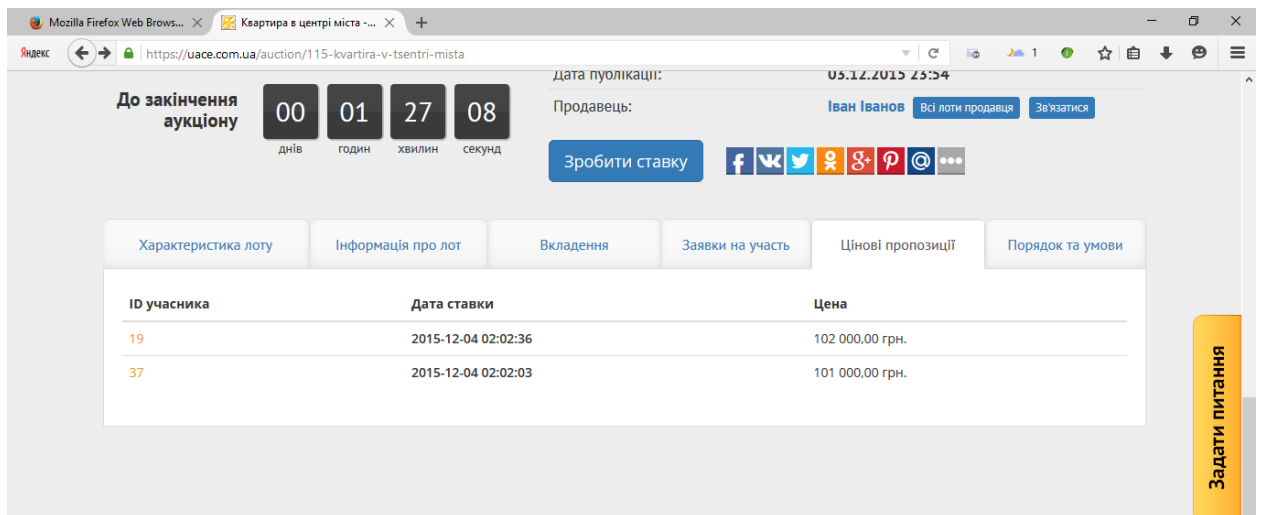 Mozilla Firefox Web Brows...
Квартира в центрі міста -...
Яндекс
https://uace.com.ua/auction/115-kvartira-v-tsentri-mista
1
До закінчення аукціону
00
01
27
08
днів
годин
хвилин
секунд
Дата публікації:
03.12.2015 23:54
Продавець:
Іван Іванов
Всі лоти продавця
Зв'язатися
Зробити ставку
Характеристика лоту
Інформація про лот
Вкладення
Заявки на участь
Цінові пропозиції
Порядок та умови
ID учасника
Дата ставки
Цена
19
2015-12-04 02:02:36
102 000,00 грн.
37
2015-12-04 02:02:03
101 000,00 грн.
Задати питання